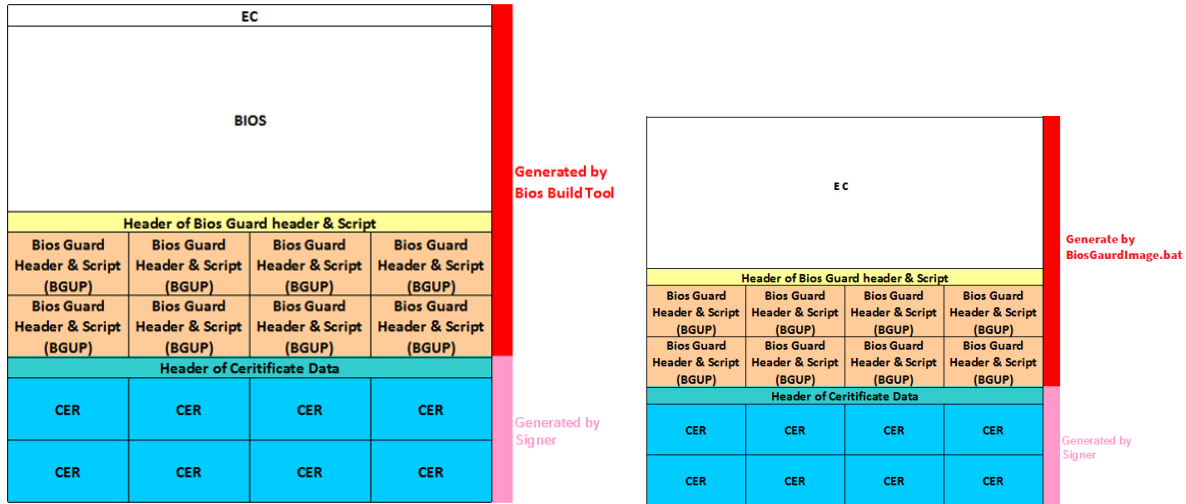 EC
BIOS
Generated by
Bios Build Tool
Header of Bios Guard header & Script
Bios Guard Bios Guard Bios Guard Bios Guard
Header & Script Header & Script Header & Script Header & Script
(BGUP) (BGUP) (BGUP) (BGUP)
Bios Guard Bios Guard Bios Guard Bios Guard
Header & Script Header & Script Header & Script Header & Script
(BGUP) (BGUP) (BGUP) (BGUP)
Header of Ceritificate Data
CER CER CER CER
Generated by
Signer
CER CER CER CER
EC
Generate by
BiosGaurdImage.bat
Header of Bios Guard header & Script
Bios Guard Bios Guard Bios Guard Bios Guard
Header & Script Header & Script Header & Script Header & Script
(BGUP) (BGUP) (BGUP) (BGUP)
Bios Guard Bios Guard Bios Guard Bios Guard
Header & Script Header & Script Header & Script Header & Script
(BGUP) (BGUP) (BGUP) (BGUP)
Header of Ceritificate Data
CER CER CER CER
Generated by
Signer
CER CER CER CER